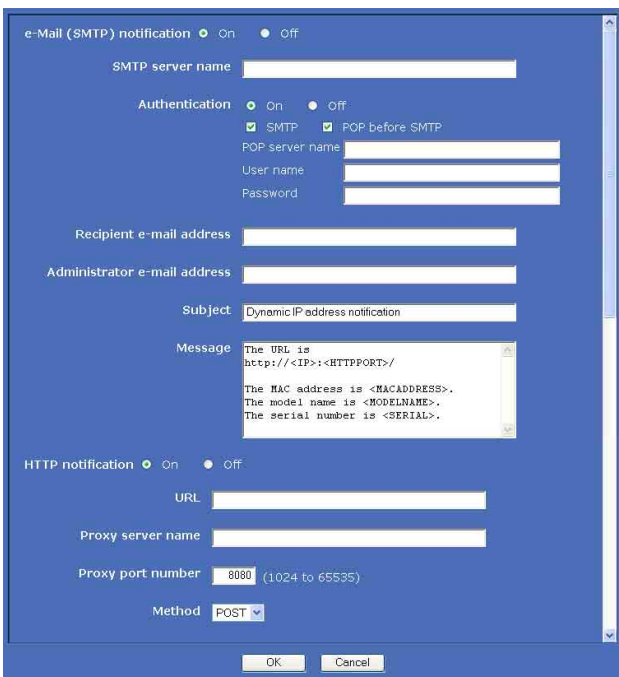 e-Mail (SMTP) notification On Off
SMTP server name
Authentication On Off
SMTP POP before SMTP
POP server name
User name
Password
Recipient e-mail address
Administrator e-mail address
Subject Dynamic IP address notification
Message The URL is
http://<IP>:<HTTPPORT>/
The MAC address is <MACADDRESS>.
The model name is <MODELNAME>.
The serial number is <SERIAL>.
HTTP notification On Off
URL
Proxy server name
Proxy port number 8080 (1024 to 65535)
Method POST
OK Cancel